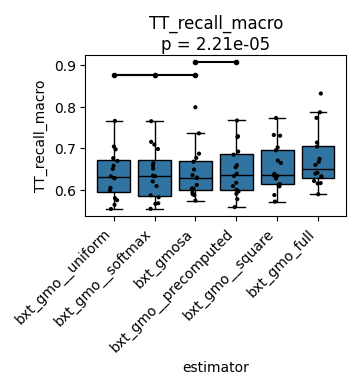 TT_recall_macro
p = 2.21e-05
TT_recall_macro
0.9
0.8
0.7
0.6
bxt_gmo__uniform
bxt_gmo__softmax
bxt_gmosa
bxt_gmo__precomputed
bxt_gmo__square
bxt_gmo_full
estimator